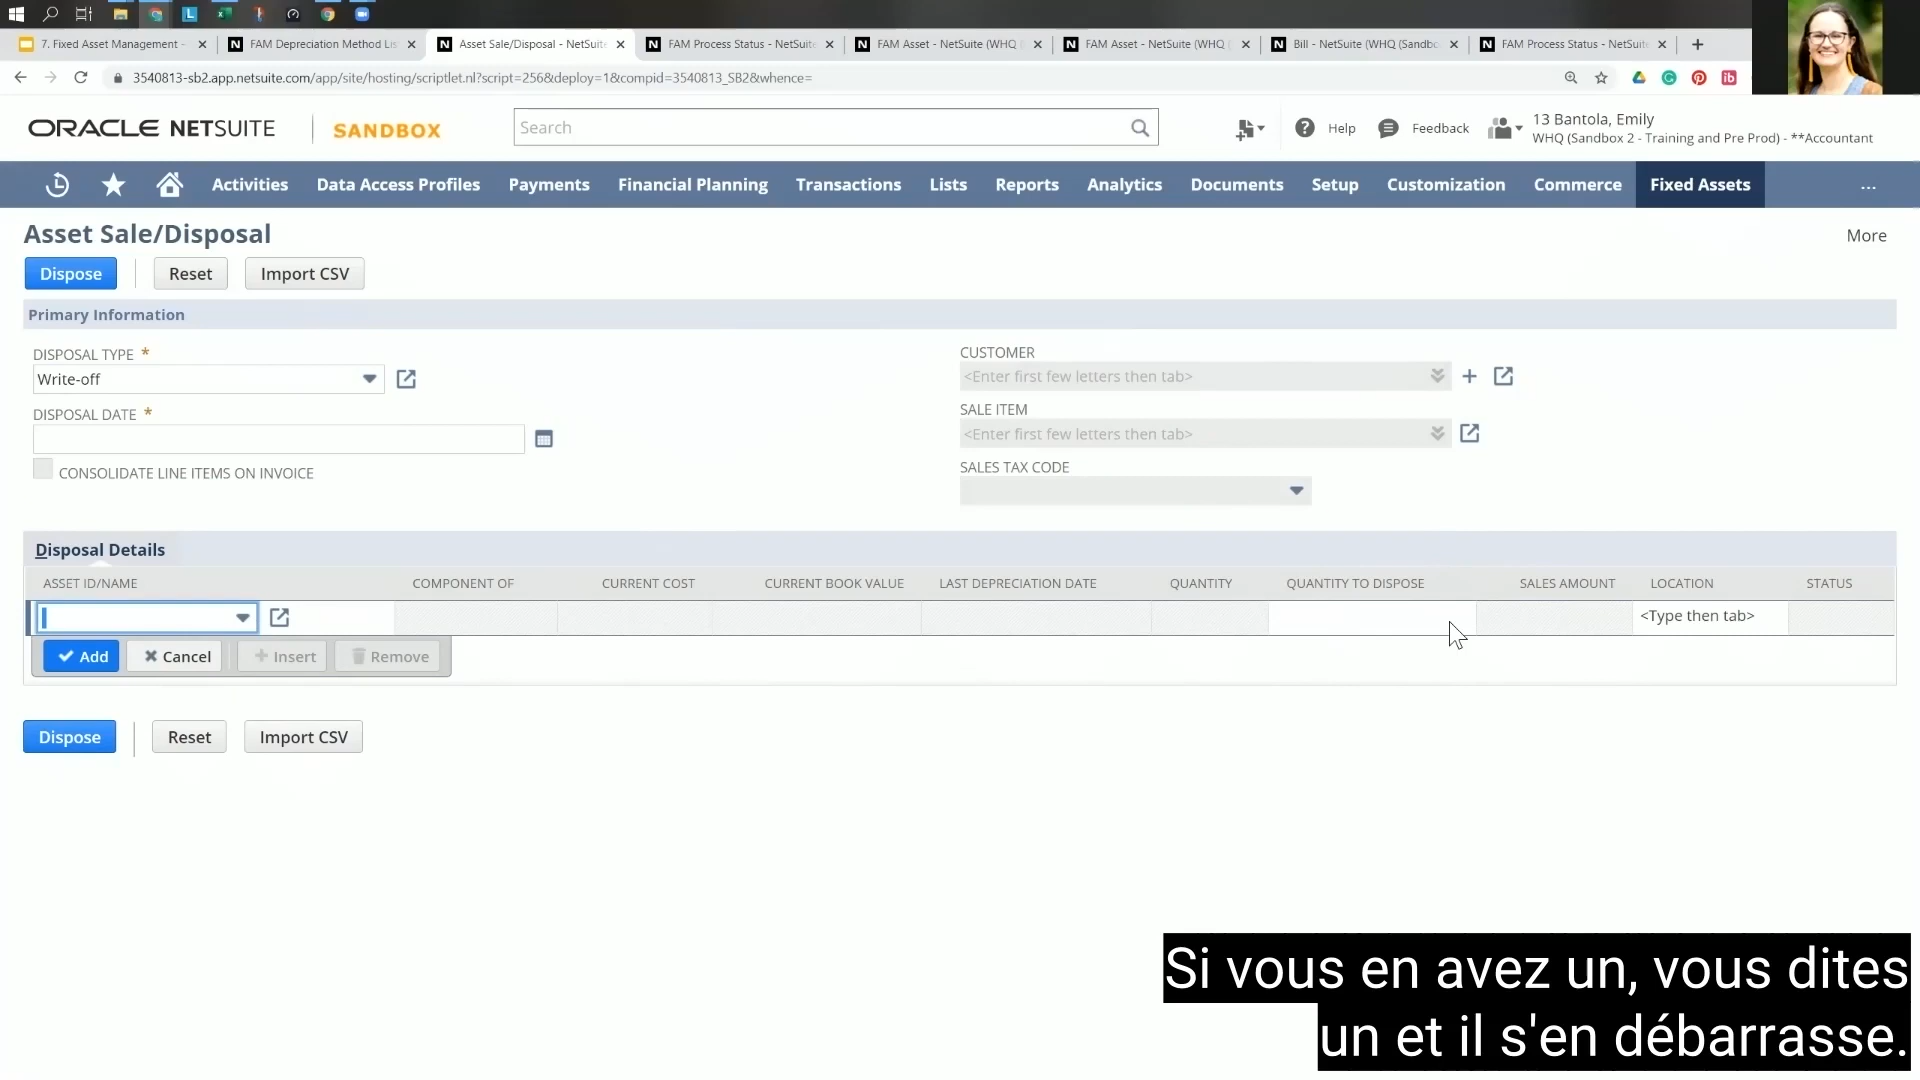 7. Fixed Asset Management -
FAM Depreciation Method Lis
Asset Sale/Disposal - NetSuite
FAM Process Status - NetSuite
FAM Asset - NetSuite (WHQ
FAM Asset - NetSuite (WHQ (
Bill - NetSuite (WHQ (Sandbo
FAM Process Status - NetSuite
3540813-sb2.app.netsuite.com/app/site/hosting/scriptlet.nl?script=256&deploy=1&compid=3540813_SB2&whence=
ORACLE NETSUITE
SANDBOX
Search
Help
Feedback
13 Bantola, Emily
WHQ (Sandbox 2 - Training and Pre Prod) - **Accountant
Activities
Data Access Profiles
Payments
Financial Planning
Transactions
Lists
Reports
Analytics
Documents
Setup
Customization
Commerce
Fixed Assets
...
Asset Sale/Disposal
More
Dispose
Reset
Import CSV
Primary Information
DISPOSAL TYPE *
Write-off
DISPOSAL DATE *
CONSOLIDATE LINE ITEMS ON INVOICE
CUSTOMER
<Enter first few letters then tab>
SALE ITEM
<Enter first few letters then tab>
SALES TAX CODE
Disposal Details
ASSET ID/NAME
COMPONENT OF
CURRENT COST
CURRENT BOOK VALUE
LAST DEPRECIATION DATE
QUANTITY
QUANTITY TO DISPOSE
SALES AMOUNT
LOCATION
STATUS
<Type then tab>
Add
Cancel
Insert
Remove
Dispose
Reset
Import CSV
Si vous en avez un, vous dites
un et il s'en débarrasse.